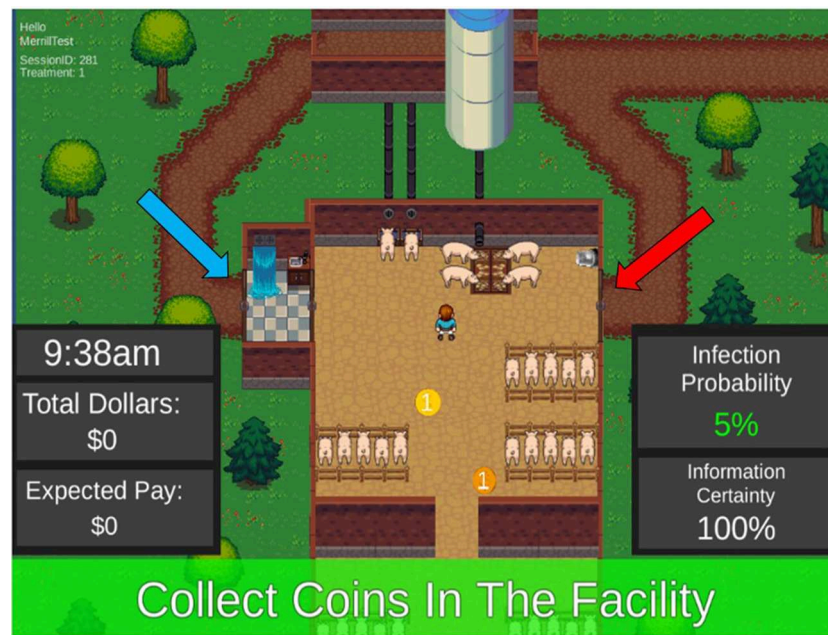 Hello
MerrillTest
SessionID: 281
Treatment: 1
9:38am
Total Dollars:
$0
Expected Pay:
$0
1
1
Infection
Probability
5%
Information
Certainty
100%
Collect Coins In The Facility